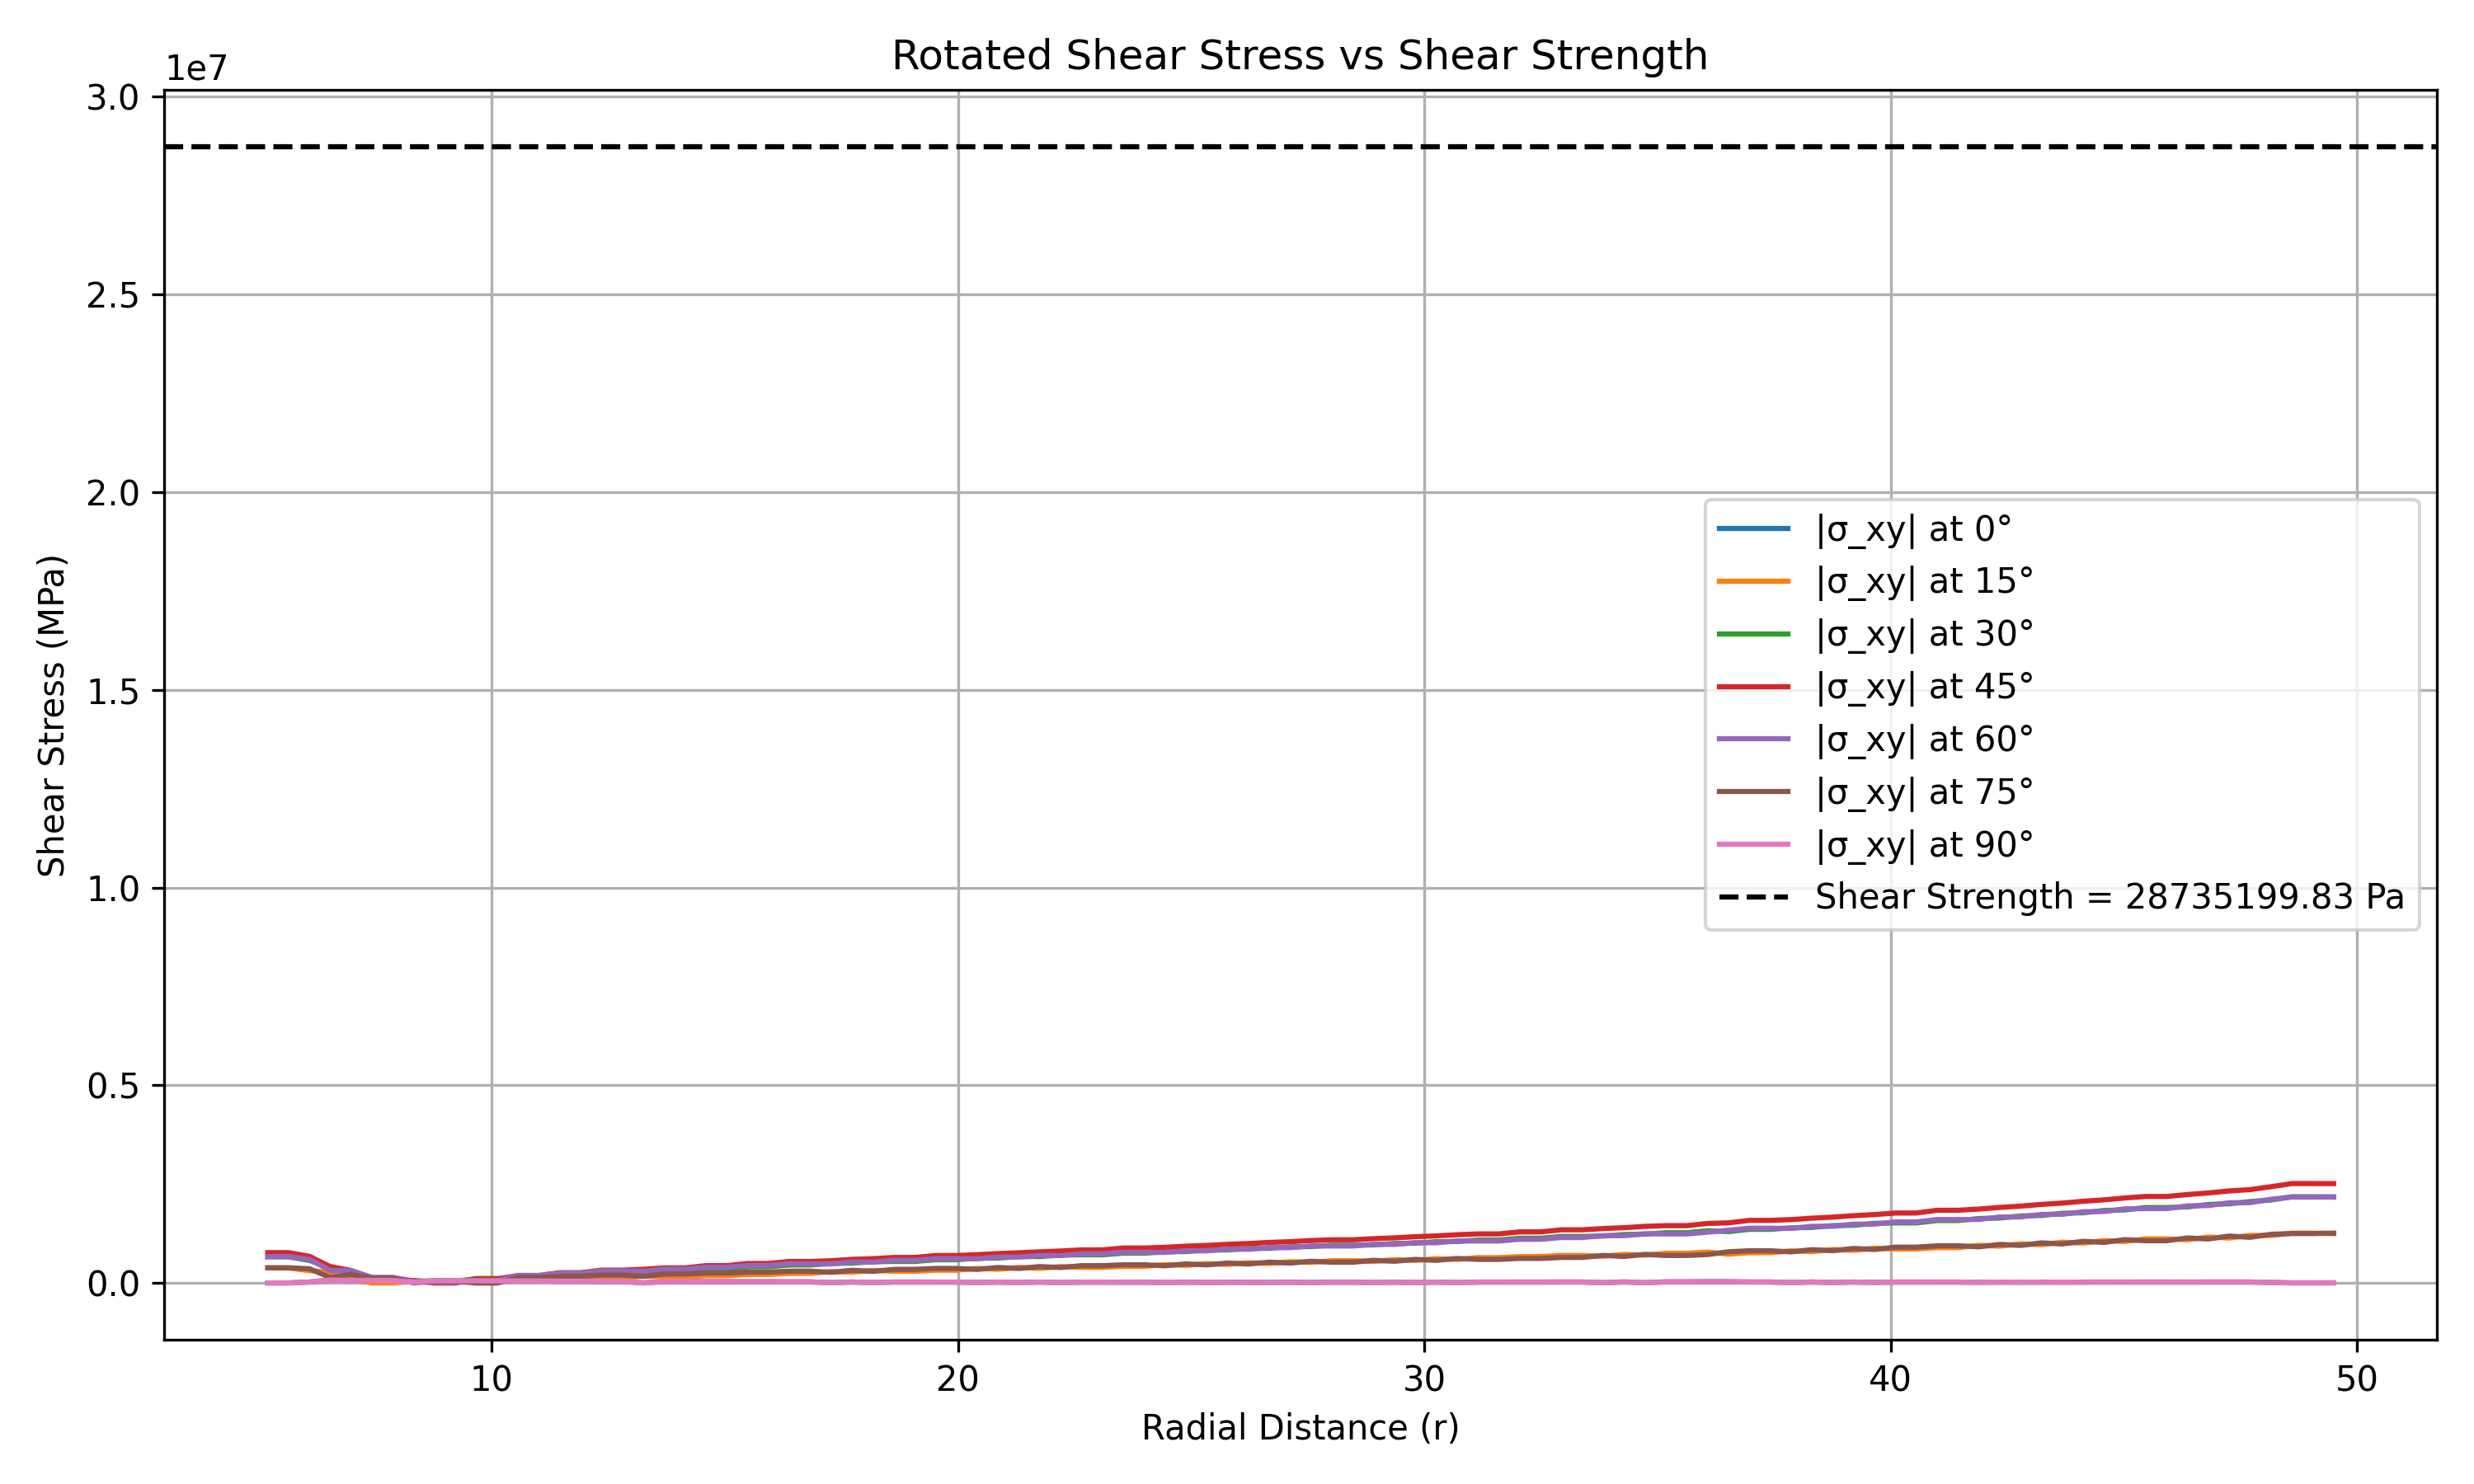 Rotated Shear Stress vs Shear Strength
1e7
3.0
2.5
2.0
1.5
1.0
0.5
0.0
Shear Stress (MPa)
|σ_xy| at 0°
|σ_xy| at 15°
|σ_xy| at 30°
|σ_xy| at 45°
|σ_xy| at 60°
|σ_xy| at 75°
|σ_xy| at 90°
Shear Strength = 28735199.83 Pa
10 20 30 40 50
Radial Distance (r)